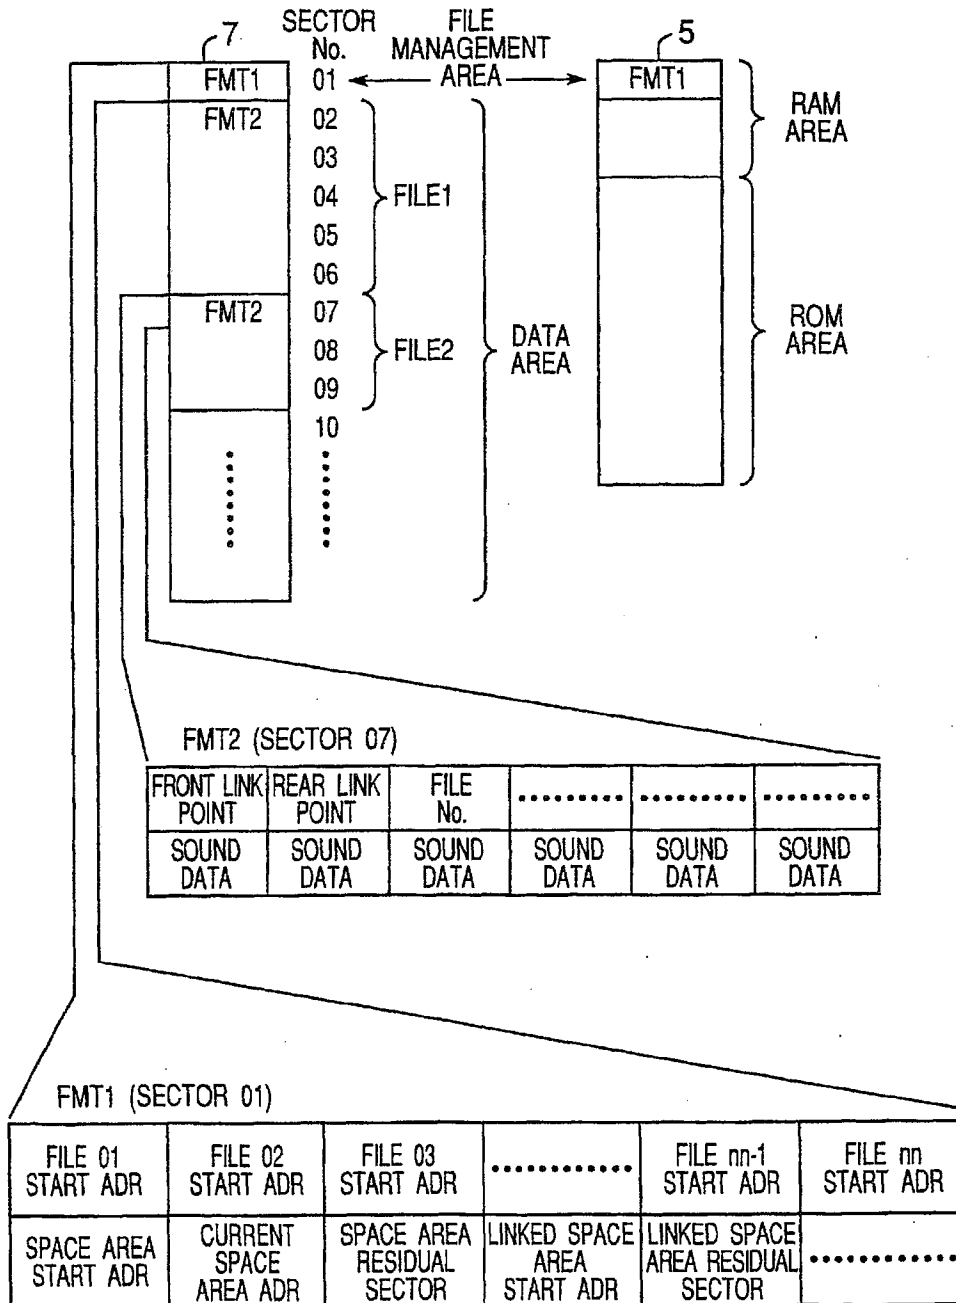 7
SECTOR No.
FILE MANAGEMENT AREA
5
FMT1
01
FMT1
RAM AREA
FMT2
02
03
04
FILE1
05
06
FMT2
07
08
FILE2
09
DATA AREA
ROM AREA
10
FMT2 (SECTOR 07)
FRONT LINK POINT
REAR LINK POINT
FILE No.
.........
.........
.........
SOUND DATA
SOUND DATA
SOUND DATA
SOUND DATA
SOUND DATA
SOUND DATA
FMT1 (SECTOR 01)
FILE 01 START ADR
FILE 02 START ADR
FILE 03 START ADR
............
FILE nn-1 START ADR
FILE nn START ADR
SPACE AREA START ADR
CURRENT SPACE AREA ADR
SPACE AREA RESIDUAL SECTOR
LINKED SPACE AREA START ADR
LINKED SPACE AREA RESIDUAL SECTOR
............